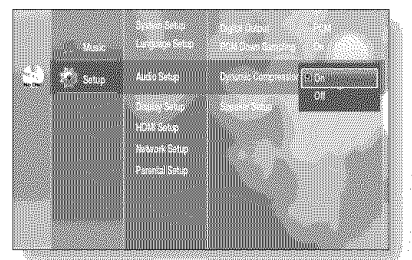 System Setup
Digital Output
PCM
Music
Language Setup
PCM Down Sampling
On
Setup
Audio Setup
Dynamic Compression
On
Display Setup
Speaker Setup
Off
HDMI Setup
Network Setup
Parental Setup